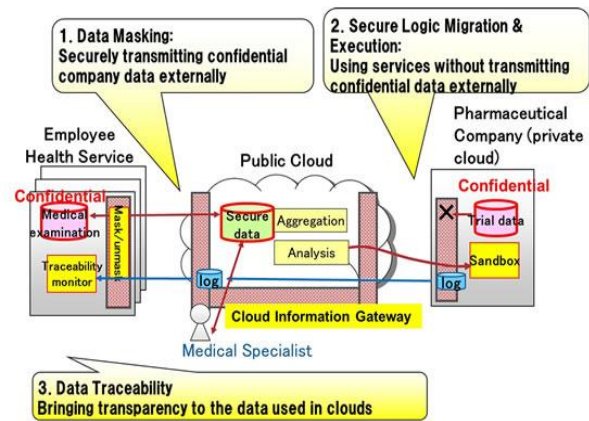 1. Data Masking:
Securely transmitting confidential
company data externally
2. Secure Logic Migration &
Execution:
Using services without transmitting
confidential data externally
Employee
Health Service
Public Cloud
Pharmaceutical
Company (private
cloud)
Confidential
Medical
examination
Mask/unmask
Traceability
monitor
Secure
data
Aggregation
Analysis
log
Cloud Information Gateway
Medical Specialist
Confidential
Trial data
Sandbox
log
3. Data Traceability
Bringing transparency to the data used in clouds